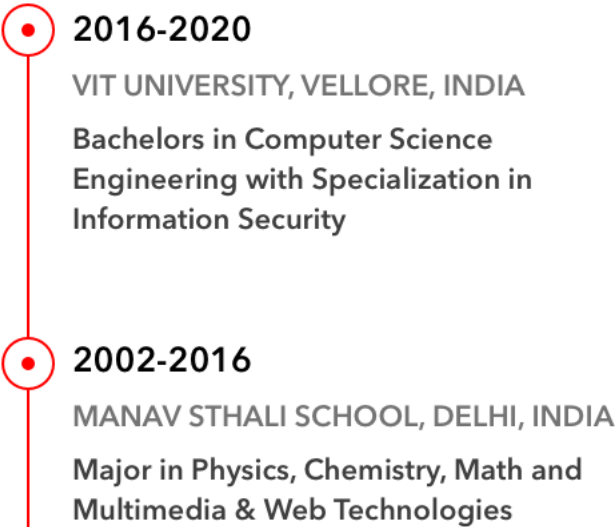 2016-2020
VIT UNIVERSITY, VELLORE, INDIA
Bachelors in Computer Science
Engineering with Specialization in
Information Security
2002-2016
MANAV STHALI SCHOOL, DELHI, INDIA
Major in Physics, Chemistry, Math and
Multimedia & Web Technologies